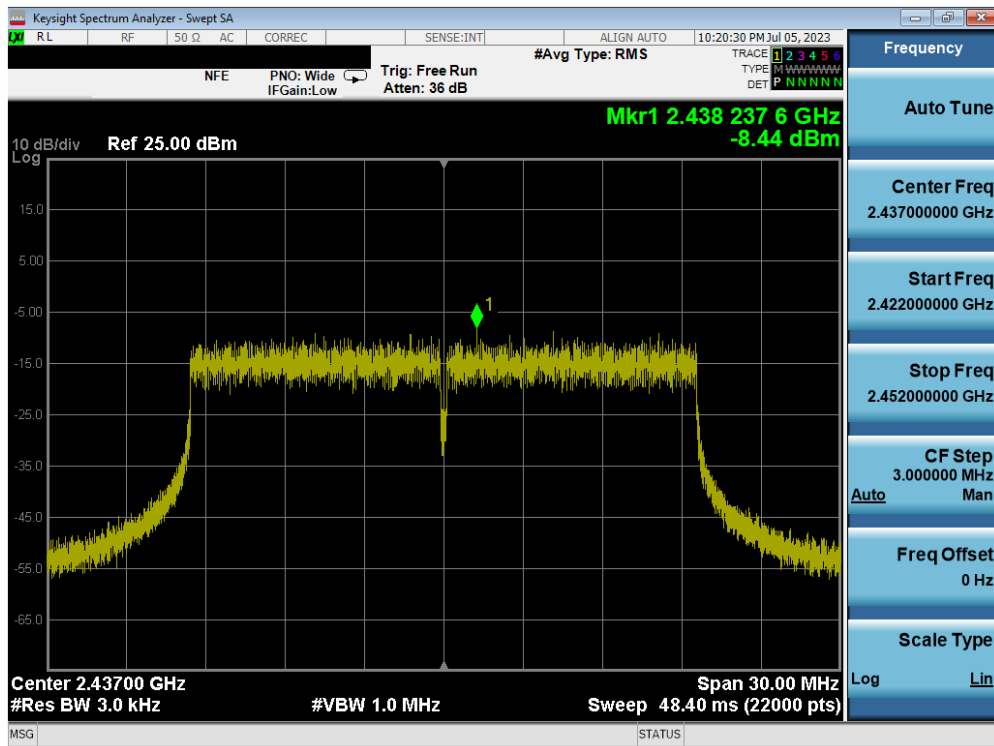 Keysight Spectrum Analyzer - Swept SA
LXI RL RF 50 Ω AC CORREC SENSE:INT ALIGN AUTO 10:20:30 PM Jul 05, 2023
#Avg Type: RMS TRACE 1 2 3 4 5 6
NFE PNO: Wide Trig: Free Run TYPE M W W W W W
IFGain:Low Atten: 36 dB DET P N N N N N
Mkr1 2.438 237 6 GHz
-8.44 dBm
10 dB/div Ref 25.00 dBm
Log
15.0
5.00
-5.00
1
-15.0
-25.0
-35.0
-45.0
-55.0
-65.0
Center 2.43700 GHz Span 30.00 MHz
#Res BW 3.0 kHz #VBW 1.0 MHz Sweep 48.40 ms (22000 pts)
MSG STATUS
Frequency
Auto Tune
Center Freq
2.437000000 GHz
Start Freq
2.422000000 GHz
Stop Freq
2.452000000 GHz
CF Step
3.000000 MHz
Auto Man
Freq Offset
0 Hz
Scale Type
Log Lin